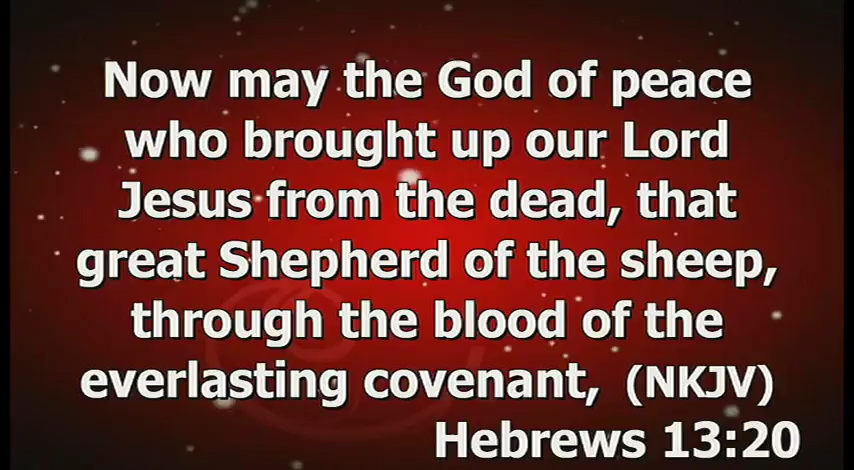 Now may the God of peace
who brought up our Lord
Jesus from the dead, that
great Shepherd of the sheep,
through the blood of the
everlasting covenant, (NKJV)
Hebrews 13:20